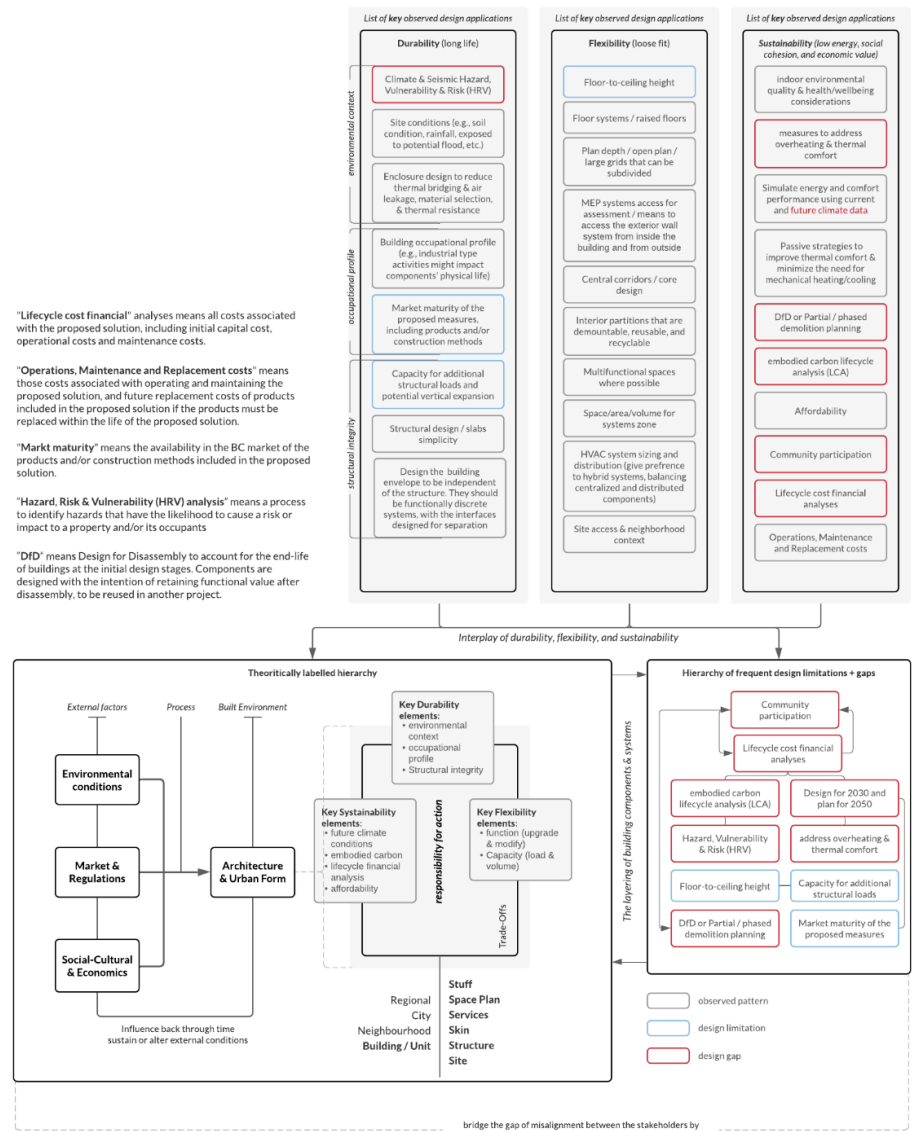 List of key observed design applications
Durability (long life)
Climate & Seismic Hazard,
Vulnerability & Risk (HRV)
Site conditions (e.g., soil
condition, rainfall, exposed
to potential flood, etc.)
Enclosure design to reduce
thermal bridging & air
leakage, material selection,
& thermal resistance
Building occupational profile
(e.g., industrial type
activities might impact
components' physical life)
Market maturity of the
proposed measures,
including products and/or
construction methods
Capacity for additional
structural loads and
potential vertical expansion
Structural design / slabs
simplicity
Design the building
envelope to be independent
of the structure. They should
be functionally discrete
systems, with the interfaces
designed for separation
environmental context
occupational profile
structural integrity
List of key observed design applications
Flexibility (loose fit)
Floor-to-ceiling height
Floor systems / raised floors
Plan depth / open plan /
large grids that can be
subdivided
MEP systems access for
assessment / means to
access the exterior wall
system from inside the
building and from outside
Central corridors / core
design
Interior partitions that are
demountable, reusable, and
recyclable
Multifunctional spaces
where possible
Space/area/volume for
systems zone
HVAC system sizing and
distribution (give prefrence
to hybrid systems, balancing
centralized and distributed
components)
Site access & neighborhood
context
List of key observed design applications
Sustainability (low energy, social
cohesion, and economic value)
indoor environmental
quality & health/wellbeing
considerations
measures to address
overheating & thermal
comfort
Simulate energy and comfort
performance using current
and future climate data
Passive strategies to
improve thermal comfort &
minimize the need for
mechanical heating/cooling
DfD or Partial / phased
demolition planning
embodied carbon lifecycle
analysis (LCA)
Affordability
Community participation
Lifecycle cost financial
analyses
Operations, Maintenance
and Replacement costs
"Lifecycle cost financial" analyses means all costs associated
with the proposed solution, including initial capital cost,
operational costs and maintenance costs.
"Operations, Maintenance and Replacement costs" means
those costs associated with operating and maintaining the
proposed solution, and future replacement costs of products
included in the proposed solution if the products must be
replaced within the life of the proposed solution.
"Markt maturity" means the availability in the BC market of the
products and/or construction methods included in the proposed
solution.
"Hazard, Risk & Vulnerability (HRV) analysis" means a process
to identify hazards that have the likelihood to cause a risk or
impact to a property and/or its occupants
"DfD" means Design for Disassembly to account for the end-life
of buildings at the initial design stages. Components are
designed with the intention of retaining functional value after
disassembly, to be reused in another project.
Interplay of durability, flexibility, and sustainability
Theoritically labelled hierarchy
External factors
Process
Built Environment
Environmental
conditions
Market &
Regulations
Social-Cultural
& Economics
Architecture
& Urban Form
Influence back through time
sustain or alter external conditions
Key Durability
elements:
• environmental
context
• occupational
profile
• Structural integrity
Key Systainability
elements:
• future climate
conditions
• embodied carbon
• lifecycle financial
analysis
• affordability
responsibility for action
Key Flexibility
elements:
• function (upgrade
& modify)
• Capacity (load &
volume)
Trade-Offs
Regional
City
Neighbourhood
Building / Unit
Stuff
Space Plan
Services
Skin
Structure
Site
The layering of building components & systems
Hierarchy of frequent design limitations + gaps
Community
participation
Lifecycle cost financial
analyses
embodied carbon
lifecycle analysis (LCA)
Design for 2030 and
plan for 2050
Hazard, Vulnerability
& Risk (HRV)
address overheating &
thermal comfort
Floor-to-ceiling height
Capacity for additional
structural loads
DfD or Partial / phased
demolition planning
Market maturity of the
proposed measures
observed pattern
design limitation
design gap
bridge the gap of misalignment between the stakeholders by